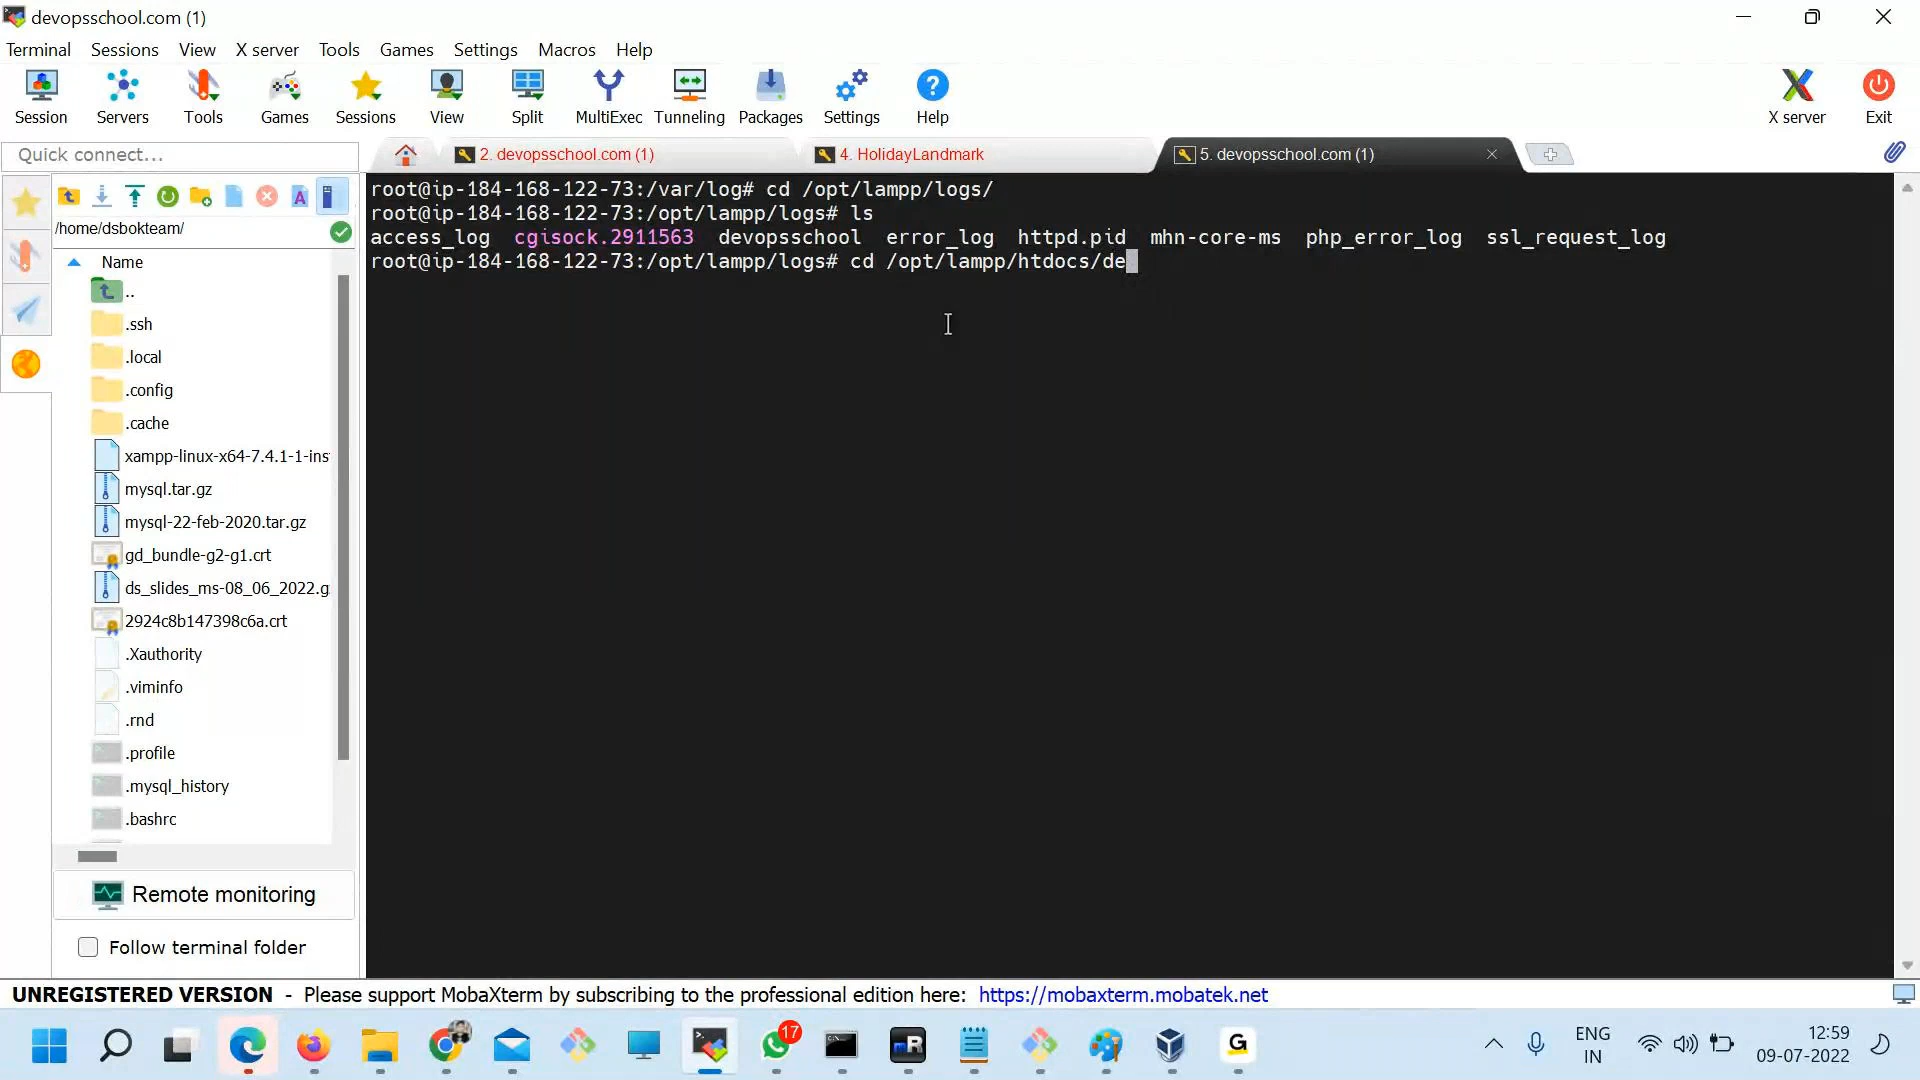 devopsschool.com (1)
Terminal Sessions View X server Tools Games Settings Macros Help
Session Servers Tools Games Sessions View Split MultiExec Tunneling Packages Settings Help X server Exit
Quick connect...
2. devopsschool.com (1)
4. HolidayLandmark
5. devopsschool.com (1)
/home/dsbokteam/
Name
..
.ssh
.local
.config
.cache
xampp-linux-x64-7.4.1-1-ins
mysql.tar.gz
mysql-22-feb-2020.tar.gz
gd_bundle-g2-g1.crt
ds_slides_ms-08_06_2022.g
2924c8b147398c6a.crt
.Xauthority
.viminfo
.rnd
.profile
.mysql_history
.bashrc
Remote monitoring
Follow terminal folder
root@ip-184-168-122-73:/var/log# cd /opt/lampp/logs/
root@ip-184-168-122-73:/opt/lampp/logs# ls
access_log cgisock.2911563 devopsschool error_log httpd.pid mhn-core-ms php_error_log ssl_request_log
root@ip-184-168-122-73:/opt/lampp/logs# cd /opt/lampp/htdocs/de
UNREGISTERED VERSION - Please support MobaXterm by subscribing to the professional edition here: https://mobaxterm.mobatek.net
17
ENG
IN
12:59
09-07-2022